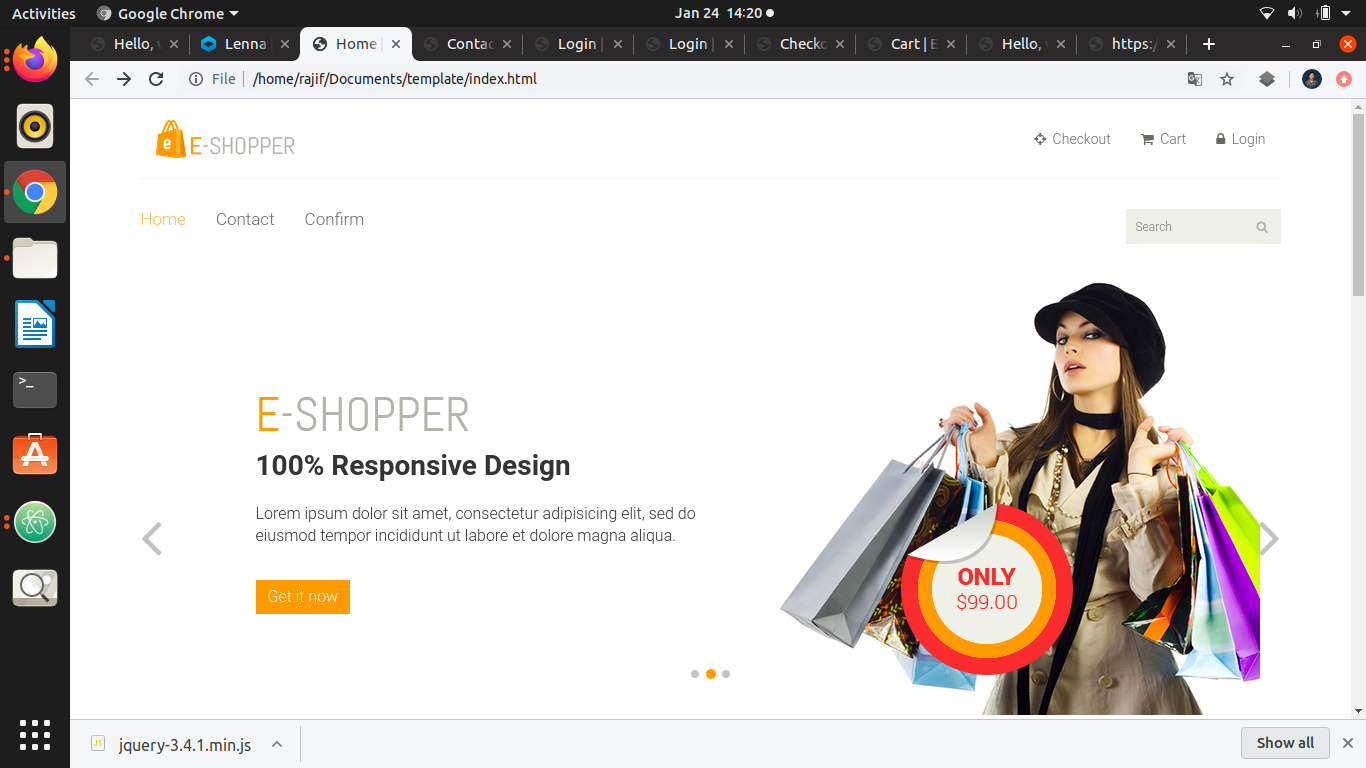 Activities
Google Chrome
Jan 24 14:20
Hello,
Lenna
Home |
Contac
Login |
Login |
Checko
Cart | E
Hello,
https:/
File
/home/rajif/Documents/template/index.html
E-SHOPPER
Checkout
Cart
Login
Home
Contact
Confirm
Search
E-SHOPPER
100% Responsive Design
Lorem ipsum dolor sit amet, consectetur adipisicing elit, sed do
eiusmod tempor incididunt ut labore et dolore magna aliqua.
Get it now
ONLY
$99.00
jquery-3.4.1.min.js
Show all